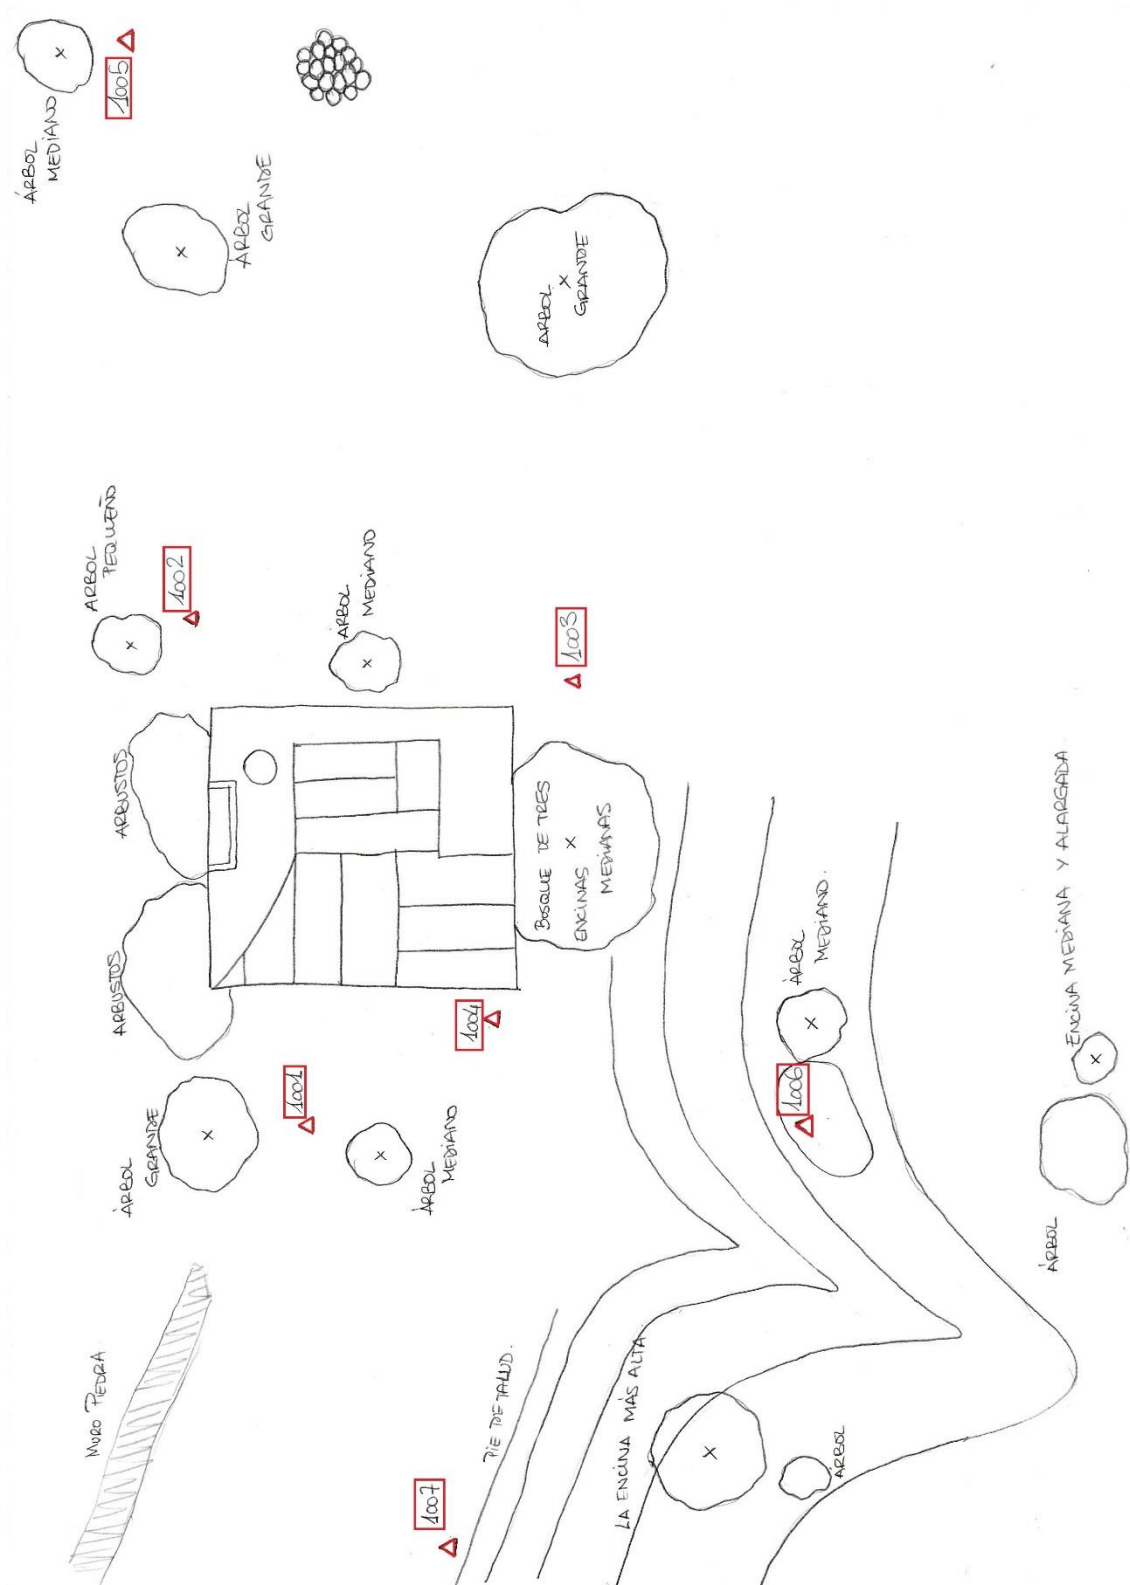 1005
ÁRBOL
MEDIANO
ÁRBOL
GRANDE
ÁRBOL
GRANDE
ARBOL
PEQUEÑO
1002
ÁRBOL
MEDIANO
1003
ARBUSTOS
ARBUSTOS
BOSQUE DE TRES
ENCINAS
MEDIANAS
1004
1001
ÁRBOL
GRANDE
ÁRBOL
MEDIANO
ÁRBOL
MEDIANO.
1006
ENCINA MEDIANA Y ALARGADA
ÁRBOL
MURO PIEDRA
PIE DE TALUD.
LA ENCINA MÁS ALTA
ÁRBOL
1007